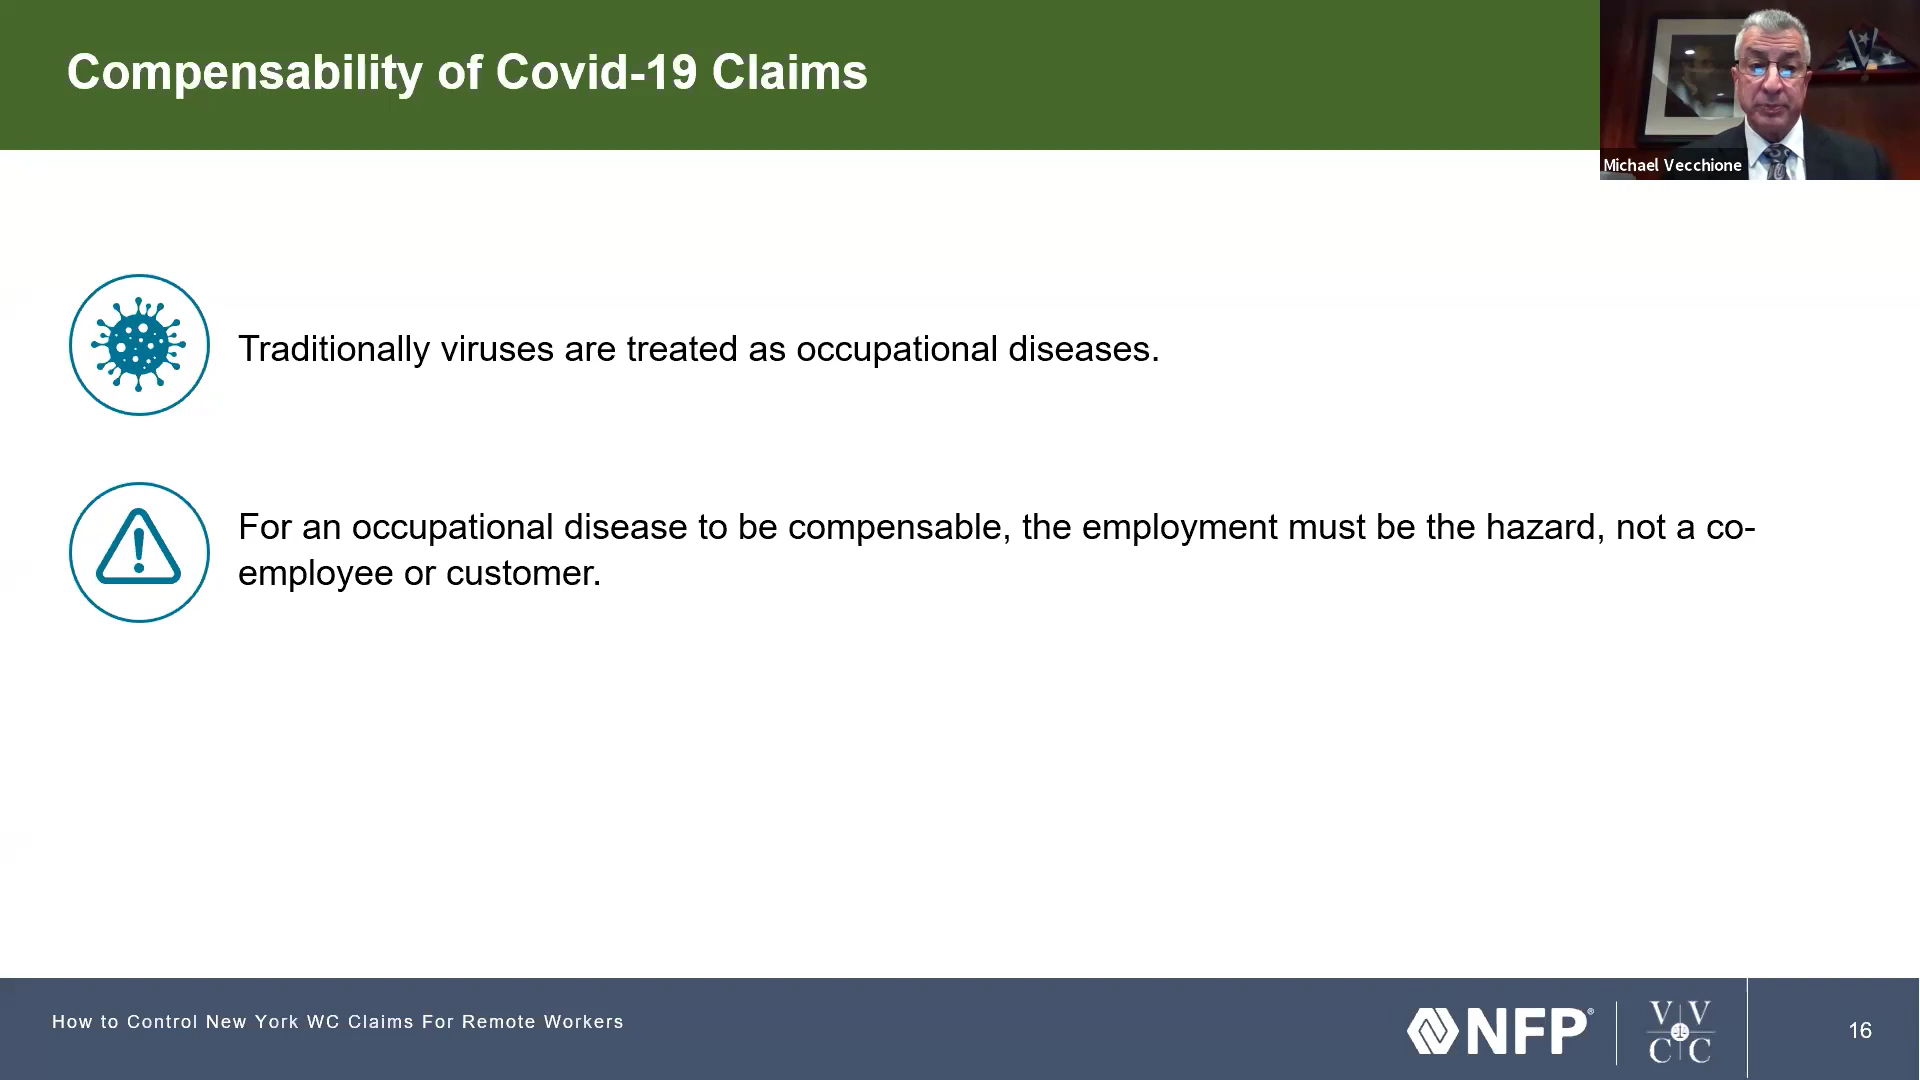 Compensability of Covid-19 Claims
Michael Vecchione
Traditionally viruses are treated as occupational diseases.
For an occupational disease to be compensable, the employment must be the hazard, not a co-
employee or customer.
How to Control New York WC Claims For Remote Workers
NFP®
V V
C C
16